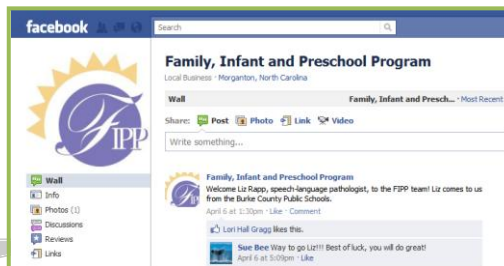 facebook
Search
Family, Infant and Preschool Program
Local Business · Morganton, North Carolina
Wall
Family, Infant and Presch... · Most Recent
Share: Post Photo Link Video
Write something...
FIPP
Wall
Info
Photos (1)
Discussions
Reviews
Links
Family, Infant and Preschool Program
Welcome Liz Rapp, speech-language pathologist, to the FIPP team! Liz comes to us
from the Burke County Public Schools.
April 6 at 1:30pm · Like · Comment
Lori Hall Gragg likes this.
Sue Bee Way to go Liz!!! Best of luck, you will do great!
April 6 at 5:09pm · Like